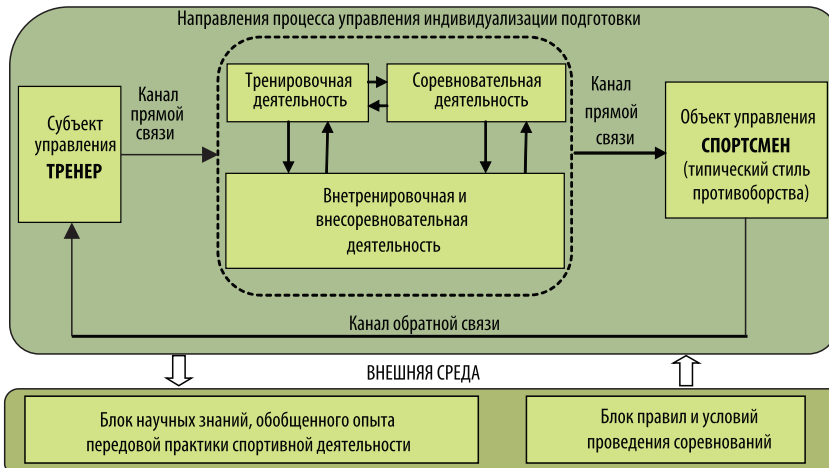 Направления процесса управления индивидуализации подготовки
Субъект
управления
ТРЕНЕР
Канал
прямой
связи
Тренировочная
деятельность
Соревновательная
деятельность
Внетренировочная и
внесоревновательная
деятельность
Канал
прямой
связи
Объект управления
СПОРТСМЕН
(типический стиль
противоборства)
Канал обратной связи
ВНЕШНЯЯ СРЕДА
Блок научных знаний, обобщенного опыта
передовой практики спортивной деятельности
Блок правил и условий
проведения соревнований